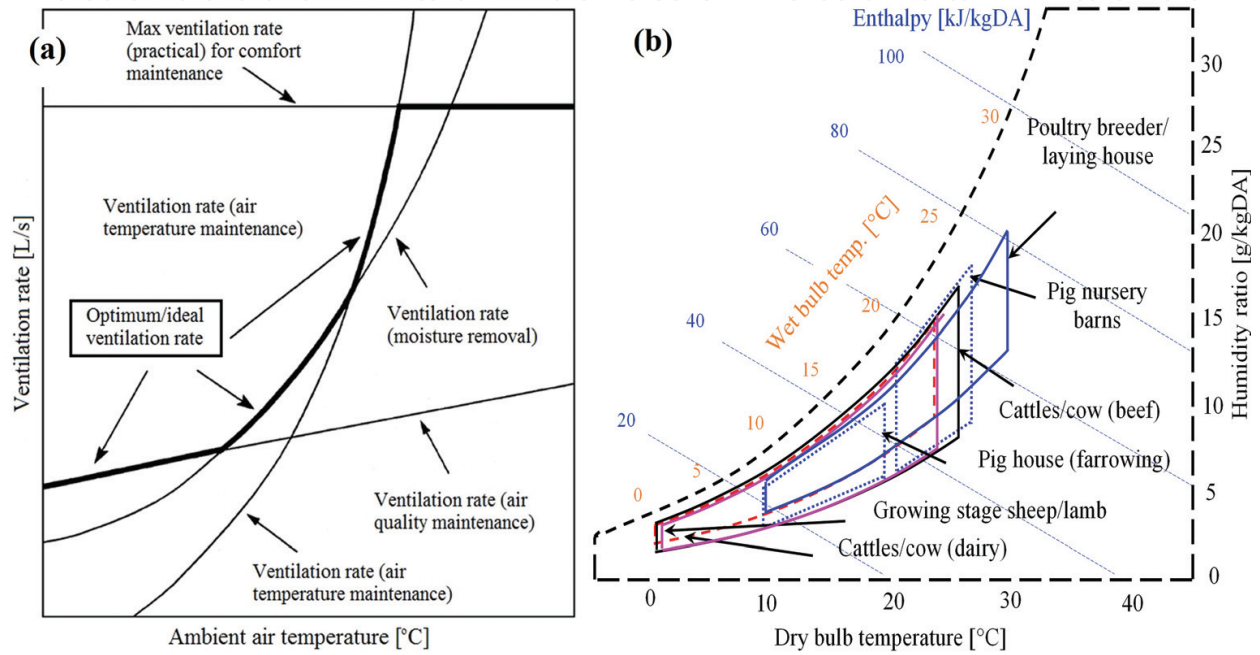 (a)
Max ventilation rate
(practical) for comfort
maintenance
Ventilation rate (air
temperature maintenance)
Optimum/ideal
ventilation rate
Ventilation rate
(moisture removal)
Ventilation rate (air
quality maintenance)
Ventilation rate (air
temperature maintenance)
Ventilation rate [L/s]
Ambient air temperature [°C]
(b)
Enthalpy [kJ/kgDA]
100
80
60
40
20
Wet bulb temp. [°C]
30
25
20
15
10
5
0
Poultry breeder/
laying house
Pig nursery
barns
Cattles/cow (beef)
Pig house (farrowing)
Growing stage sheep/lamb
Cattles/cow (dairy)
30
25
20
15
10
5
0
Humidity ratio [g/kgDA]
0
10
20
30
40
Dry bulb temperature [°C]